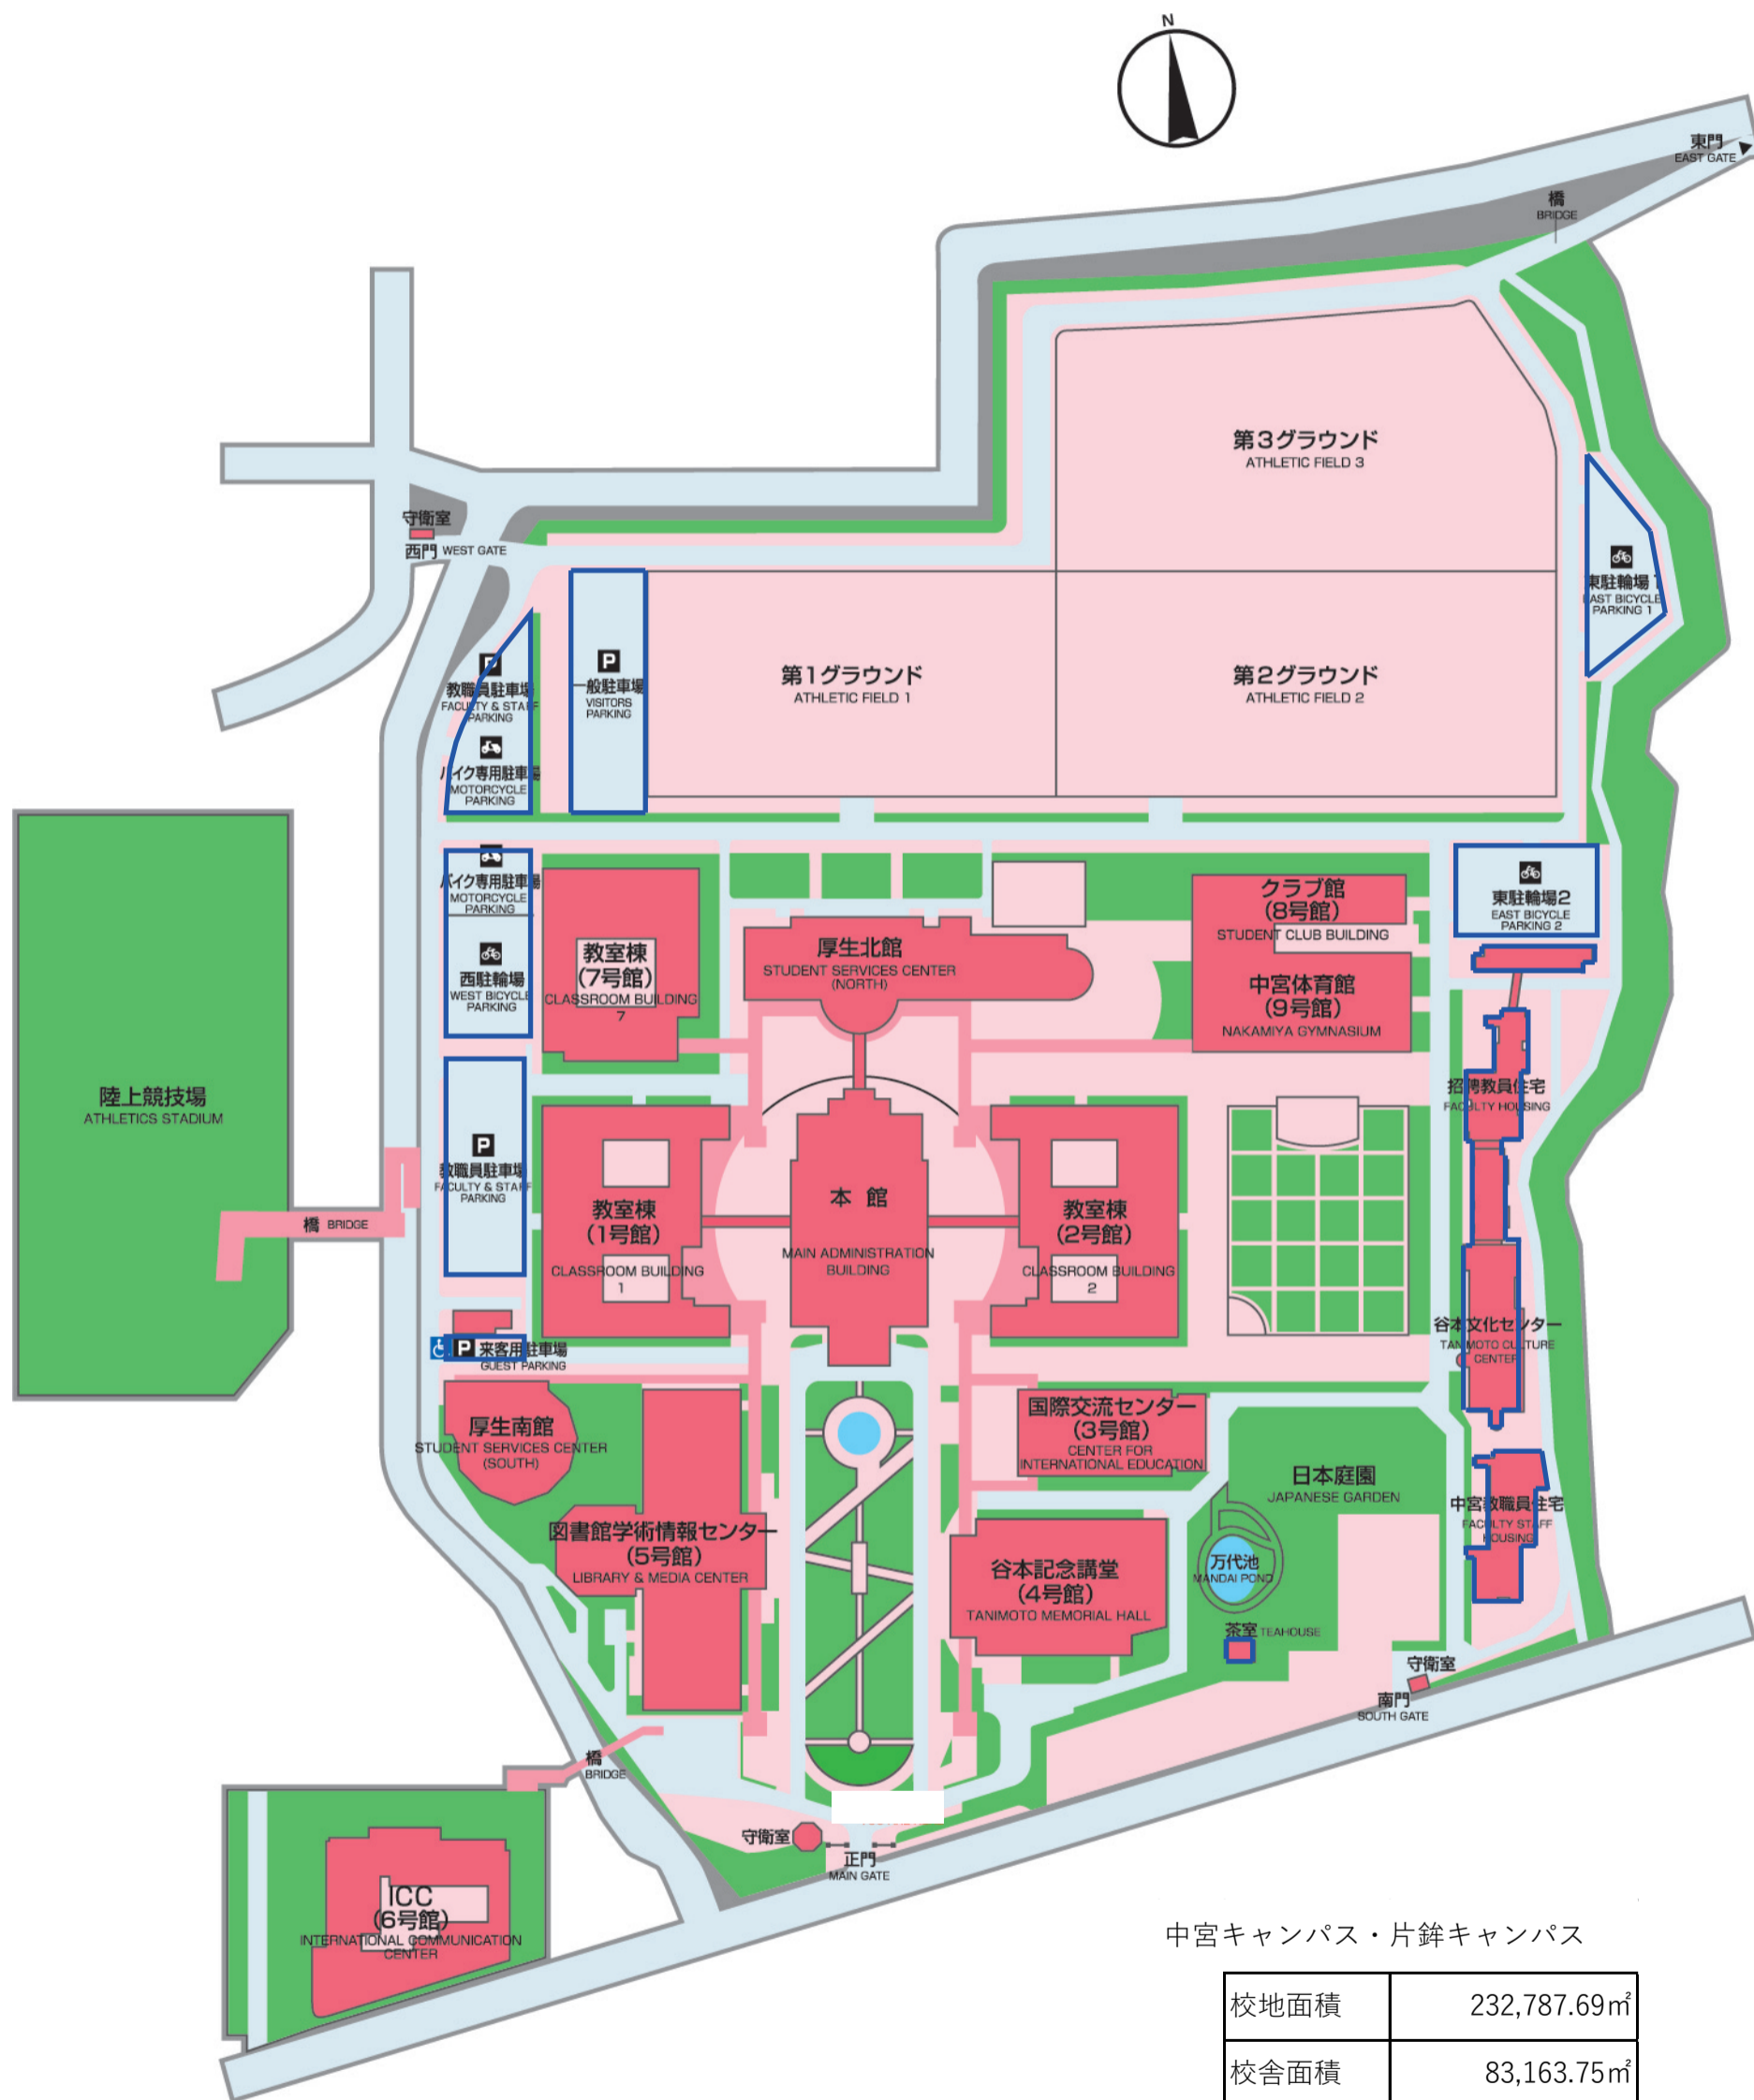 N
東門
EAST GATE
橋
BRIDGE
第3グラウンド
ATHLETIC FIELD 3
守衛室
西門 WEST GATE
東駐輪場1
EAST BICYCLE
PARKING 1
P
教職員駐車場
FACULTY & STAFF
PARKING
P
一般駐車場
VISITORS
PARKING
第1グラウンド
ATHLETIC FIELD 1
第2グラウンド
ATHLETIC FIELD 2
バイク専用駐車場
MOTORCYCLE
PARKING
バイク専用駐車場
MOTORCYCLE
PARKING
西駐輪場
WEST BICYCLE
PARKING
教室棟
(7号館)
CLASSROOM BUILDING
7
厚生北館
STUDENT SERVICES CENTER
(NORTH)
クラブ館
(8号館)
STUDENT CLUB BUILDING
中宮体育館
(9号館)
NAKAMIYA GYMNASIUM
東駐輪場2
EAST BICYCLE
PARKING 2
陸上競技場
ATHLETICS STADIUM
招聘教員住宅
FACULTY HOUSING
P
教職員駐車場
FACULTY & STAFF
PARKING
橋 BRIDGE
教室棟
(1号館)
CLASSROOM BUILDING
1
本館
MAIN ADMINISTRATION
BUILDING
教室棟
(2号館)
CLASSROOM BUILDING
2
谷本文化センター
TANIMOTO CULTURE
CENTER
P 来客用駐車場
GUEST PARKING
厚生南館
STUDENT SERVICES CENTER
(SOUTH)
国際交流センター
(3号館)
CENTER FOR
INTERNATIONAL EDUCATION
日本庭園
JAPANESE GARDEN
中宮教職員住宅
FACULTY STAFF
HOUSING
図書館学術情報センター
(5号館)
LIBRARY & MEDIA CENTER
谷本記念講堂
(4号館)
TANIMOTO MEMORIAL HALL
万代池
MANDAI POND
茶室 TEAHOUSE
守衛室
南門
SOUTH GATE
橋
BRIDGE
守衛室
正門
MAIN GATE
ICC
(6号館)
INTERNATIONAL COMMUNICATION
CENTER
中宮キャンパス・片鉾キャンパス
校地面積 232,787.69㎡
校舎面積 83,163.75㎡